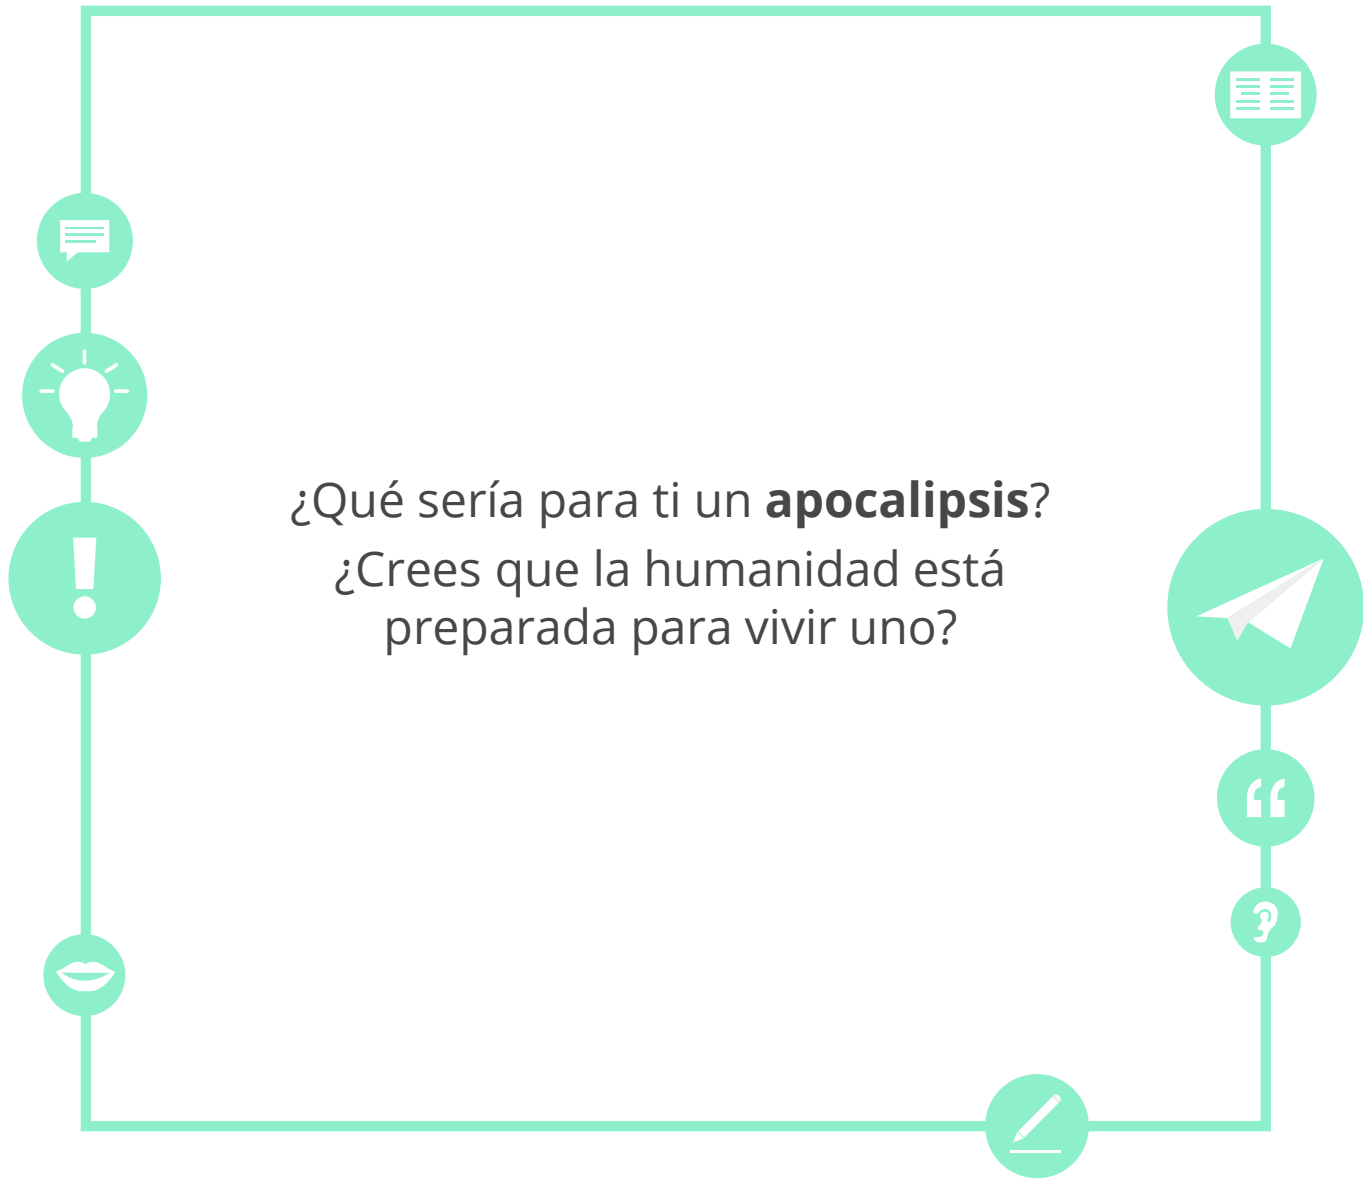 ¿Qué sería para ti un apocalipsis?
¿Crees que la humanidad está
preparada para vivir uno?